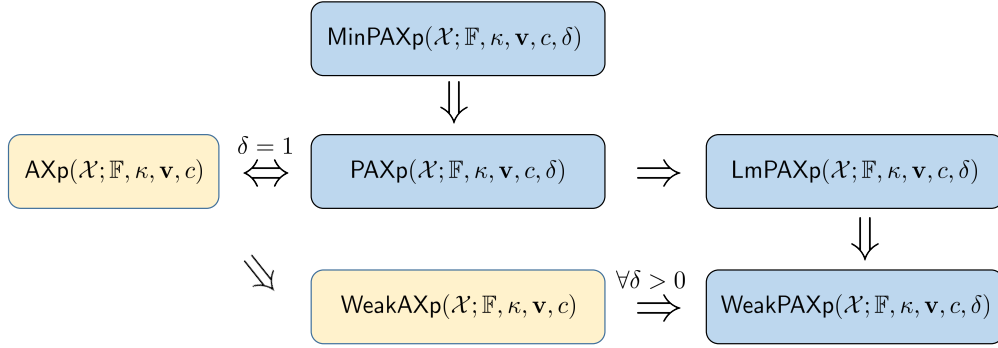 MinPAXp(𝒳; 𝔽, κ, 𝐯, c, δ)
⇓
AXp(𝒳; 𝔽, κ, 𝐯, c) δ = 1 ⇔ PAXp(𝒳; 𝔽, κ, 𝐯, c, δ) ⇒ LmPAXp(𝒳; 𝔽, κ, 𝐯, c, δ)
⇘ ⇓
WeakAXp(𝒳; 𝔽, κ, 𝐯, c) ∀δ > 0 ⇒ WeakPAXp(𝒳; 𝔽, κ, 𝐯, c, δ)